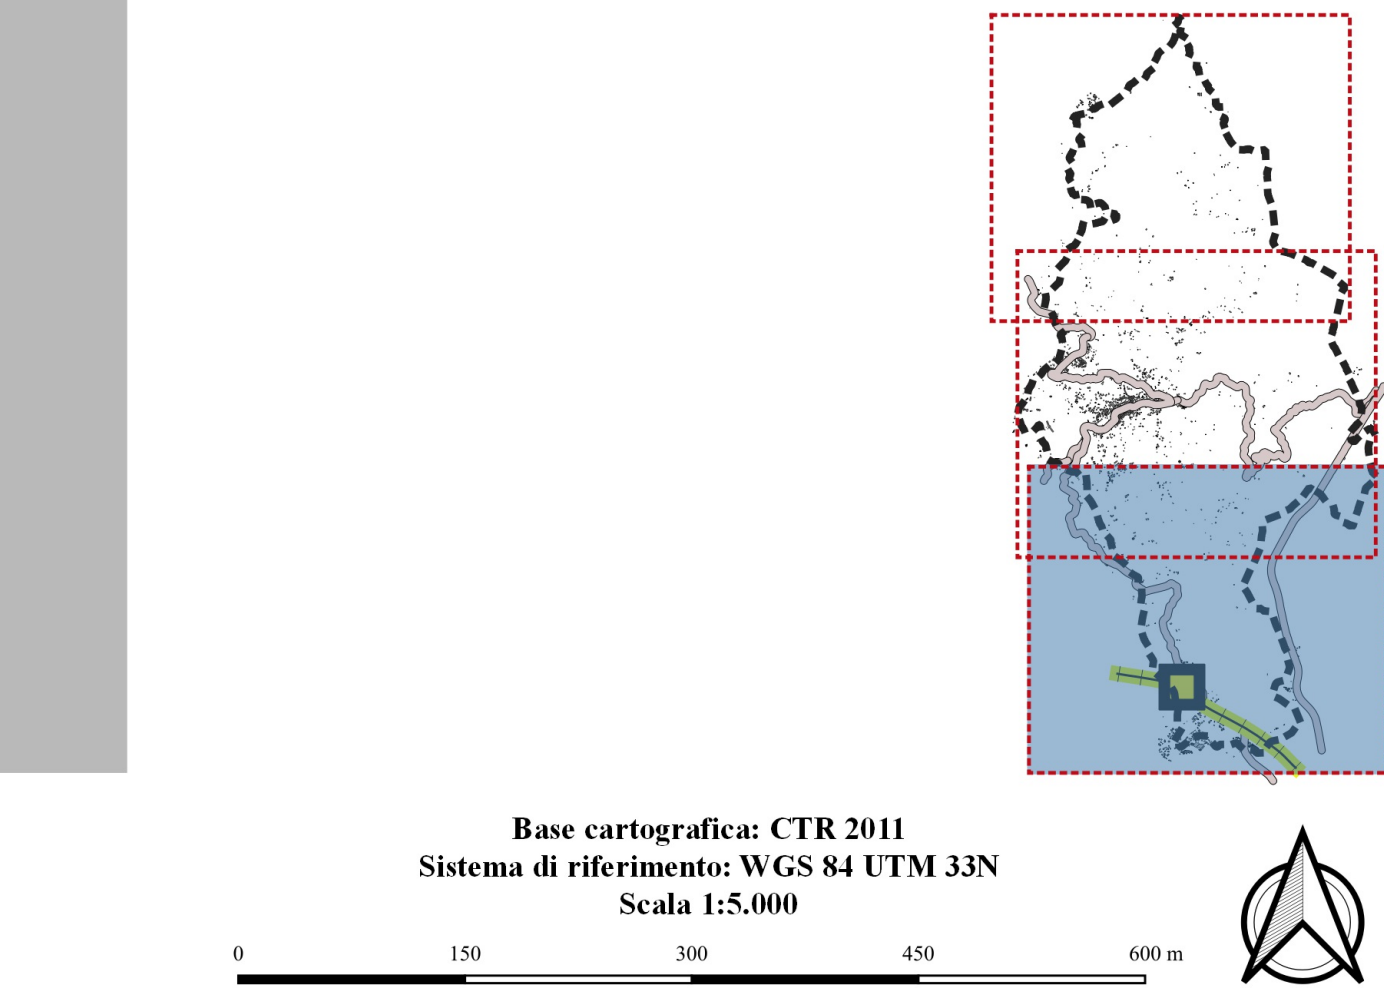 Base cartografica: CTR 2011
Sistema di riferimento: WGS 84 UTM 33N
Scala 1:5.000
0 150 300 450 600 m